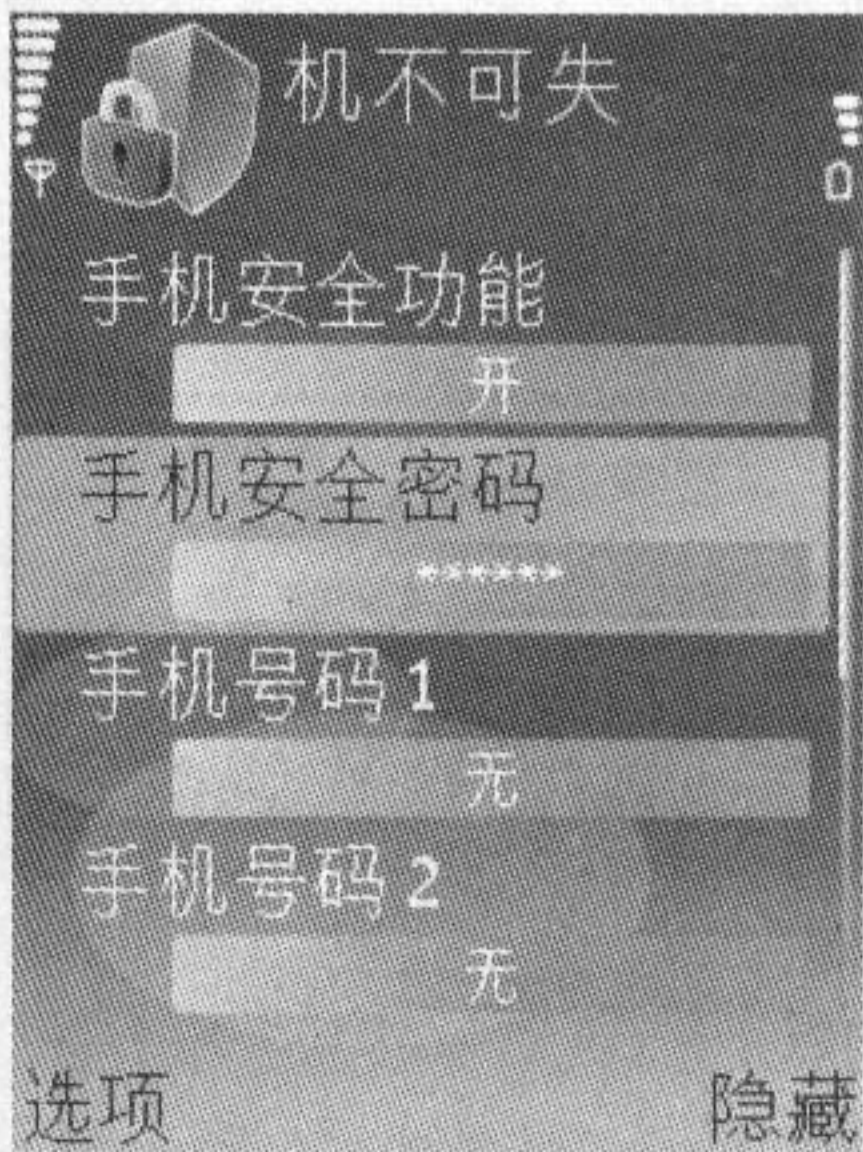 机不可失
手机安全功能
开
手机安全密码
******
手机号码 1
无
手机号码 2
无
选项 隐藏